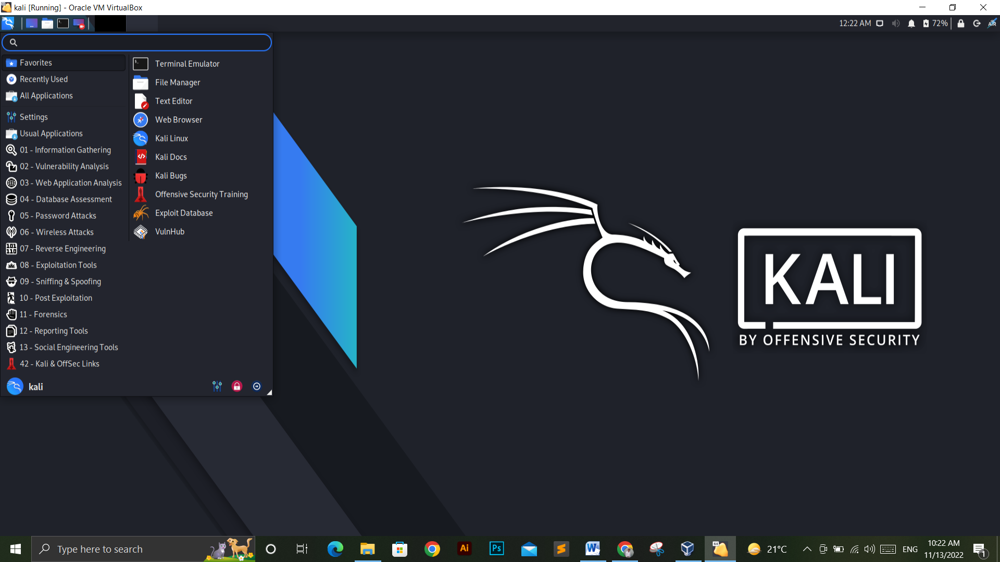 kali [Running] - Oracle VM VirtualBox
12:22 AM
72%
Favorites
Recently Used
All Applications
Settings
Usual Applications
01 - Information Gathering
02 - Vulnerability Analysis
03 - Web Application Analysis
04 - Database Assessment
05 - Password Attacks
06 - Wireless Attacks
07 - Reverse Engineering
08 - Exploitation Tools
09 - Sniffing & Spoofing
10 - Post Exploitation
11 - Forensics
12 - Reporting Tools
13 - Social Engineering Tools
42 - Kali & OffSec Links
kali
Terminal Emulator
File Manager
Text Editor
Web Browser
Kali Linux
Kali Docs
Kali Bugs
Offensive Security Training
Exploit Database
VulnHub
KALI
BY OFFENSIVE SECURITY
Type here to search
Ai
Ps
W
64
21°C
ENG
10:22 AM
11/13/2022
1